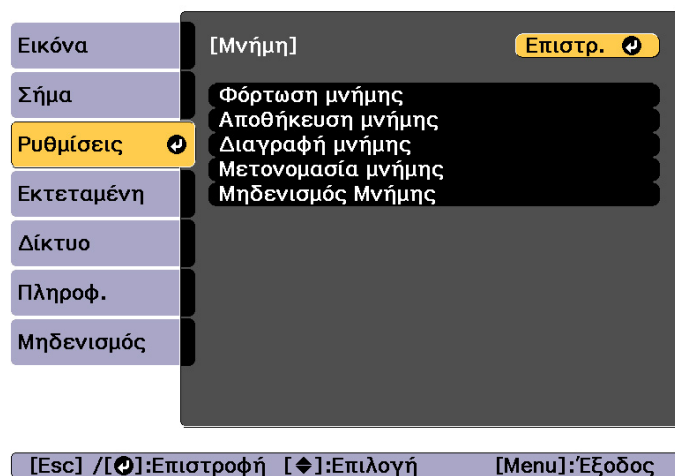 Εικόνα
Σήμα
Ρυθμίσεις
Εκτεταμένη
Δίκτυο
Πληροφ.
Μηδενισμός
[Μνήμη]
Επιστρ.
Φόρτωση μνήμης
Αποθήκευση μνήμης
Διαγραφή μνήμης
Μετονομασία μνήμης
Μηδενισμός Μνήμης
[Esc] /[⏎]:Επιστροφή [◆]:Επιλογή [Menu]:Έξοδος